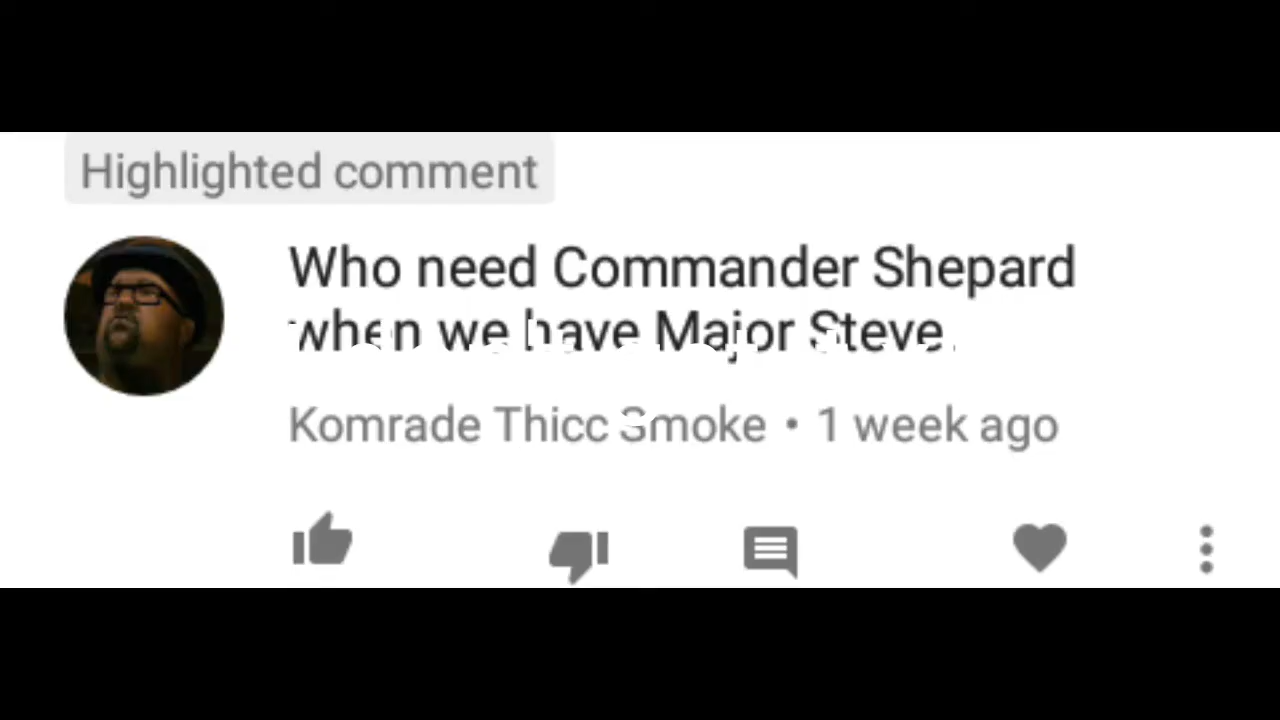 Highlighted comment
Who need Commander Shepard
when we have Major Steve
Komrade Thicc Smoke • 1 week ago